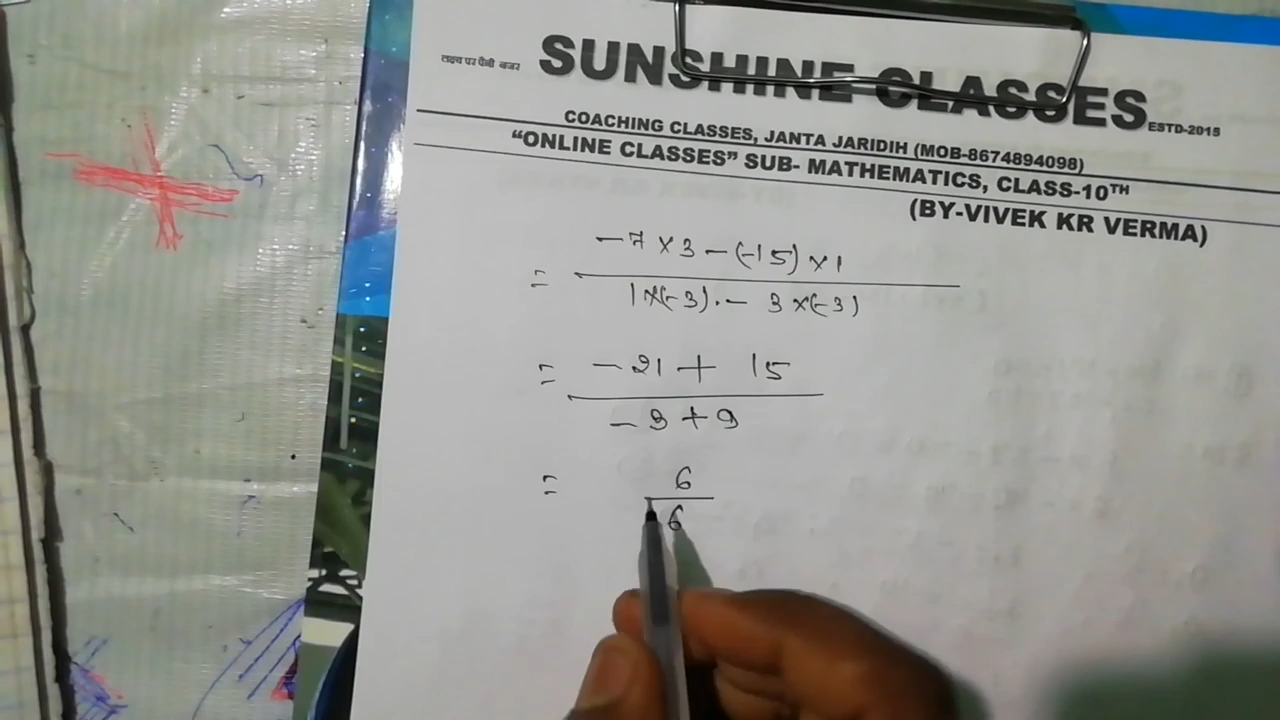 लक्ष्य पर पैनी नजर SUNSHINE CLASSES ESTD-2015
COACHING CLASSES, JANTA JARIDIH (MOB-8674894098)
“ONLINE CLASSES” SUB- MATHEMATICS, CLASS-10TH
(BY-VIVEK KR VERMA)
-7 × 3 - (-15) × 1
= 1×(-3). - 3 ×(-3)
= -21 + 15
-3 + 9
= 6
6